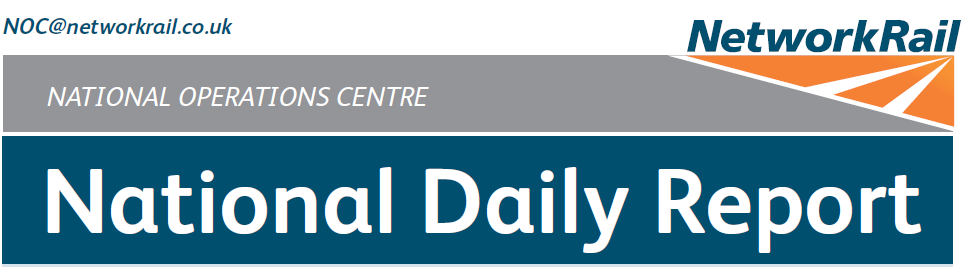 NOC@networkrail.co.uk
NetworkRail
NATIONAL OPERATIONS CENTRE
National Daily Report